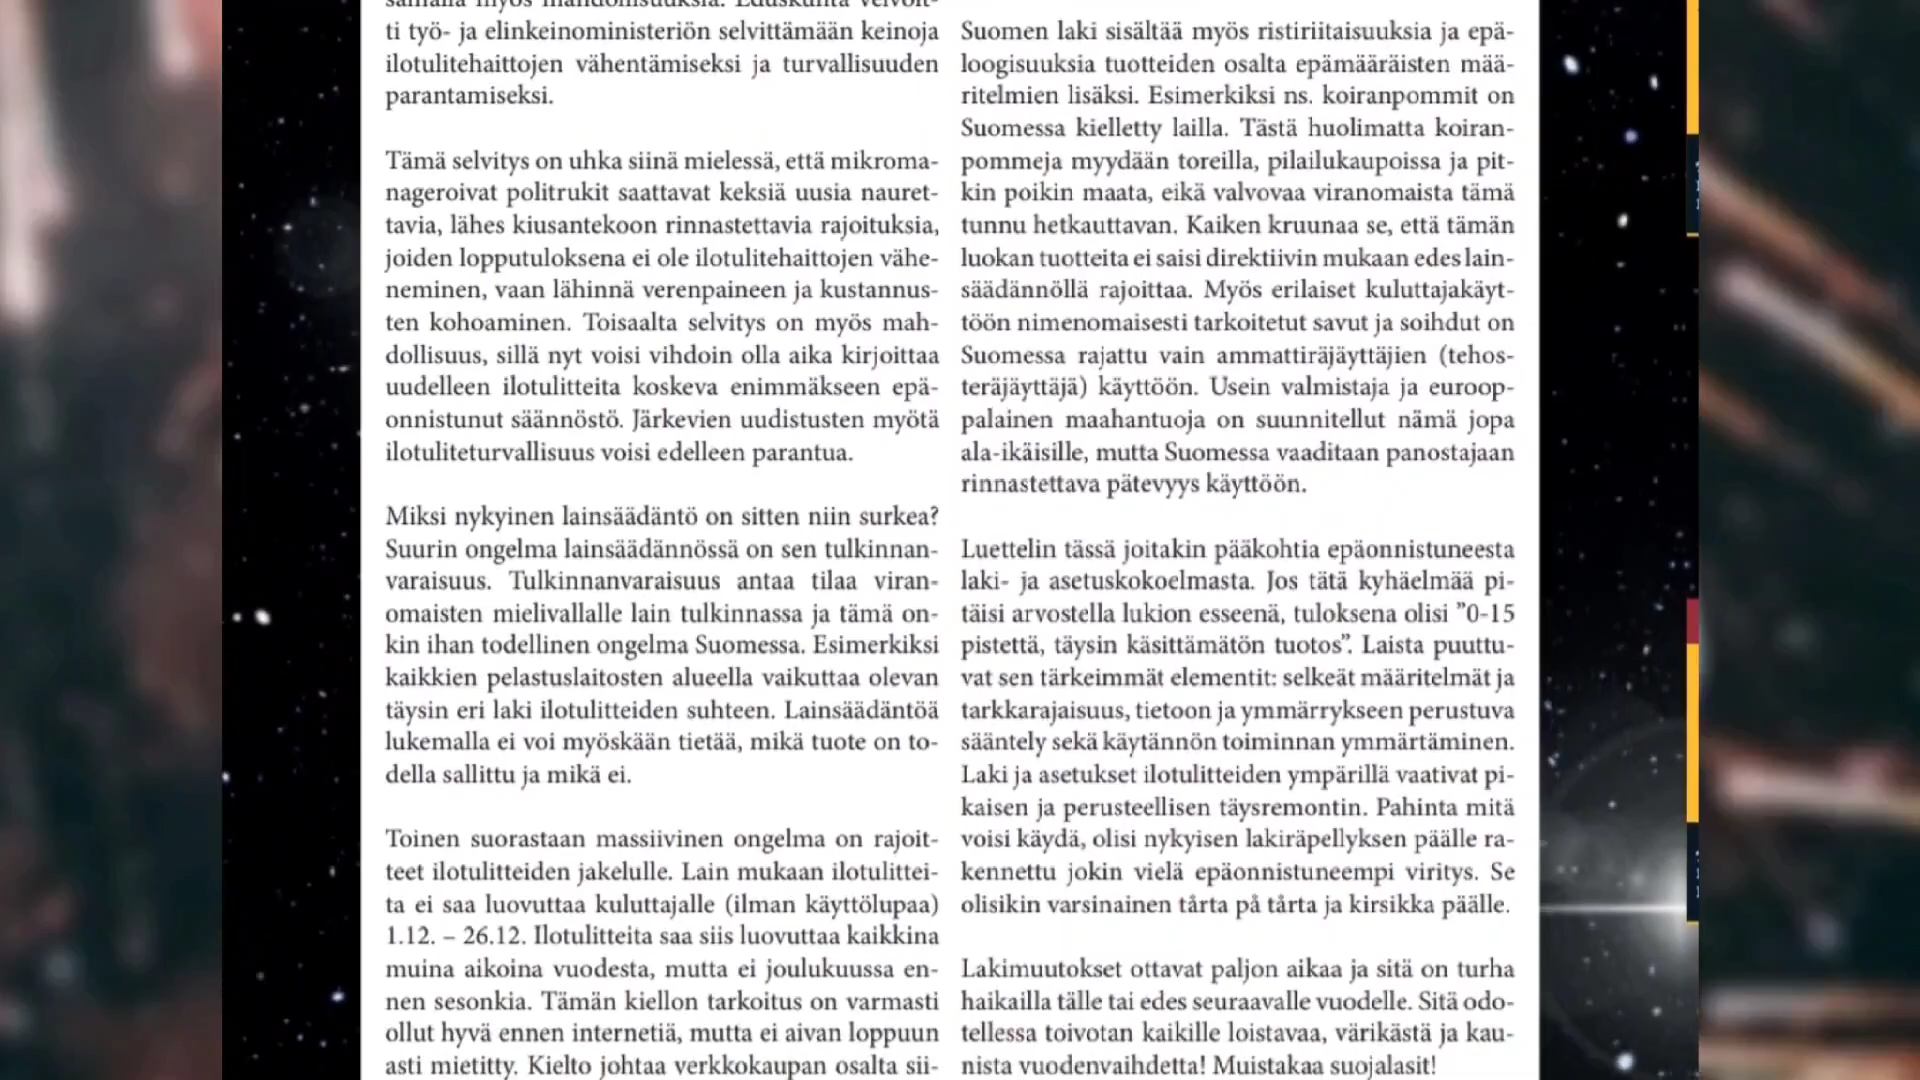 ti työ- ja elinkeinoministeriön selvittämään keinoja
ilotulitehaittojen vähentämiseksi ja turvallisuuden
parantamiseksi.
Tämä selvitys on uhka siinä mielessä, että mikroma-
nageroivat politrukit saattavat keksiä uusia nauret-
tavia, lähes kiusantekoon rinnastettavia rajoituksia,
joiden lopputuloksena ei ole ilotulitehaittojen vähe-
neminen, vaan lähinnä verenpaineen ja kustannus-
ten kohoaminen. Toisaalta selvitys on myös mah-
dollisuus, sillä nyt voisi vihdoin olla aika kirjoittaa
uudelleen ilotulitteita koskeva enimmäkseen epä-
onnistunut säännöstö. Järkevien uudistusten myötä
ilotuliteturvallisuus voisi edelleen parantua.
Miksi nykyinen lainsäädäntö on sitten niin surkea?
Suurin ongelma lainsäädännössä on sen tulkinnan-
varaisuus. Tulkinnanvaraisuus antaa tilaa viran-
omaisten mielivallalle lain tulkinnassa ja tämä on-
kin ihan todellinen ongelma Suomessa. Esimerkiksi
kaikkien pelastuslaitosten alueella vaikuttaa olevan
täysin eri laki ilotulitteiden suhteen. Lainsäädäntöä
lukemalla ei voi myöskään tietää, mikä tuote on to-
della sallittu ja mikä ei.
Toinen suorastaan massiivinen ongelma on rajoit-
teet ilotulitteiden jakelulle. Lain mukaan ilotulittei-
ta ei saa luovuttaa kuluttajalle (ilman käyttölupaa)
1.12. – 26.12. Ilotulitteita saa siis luovuttaa kaikkina
muina aikoina vuodesta, mutta ei joulukuussa en-
nen sesonkia. Tämän kiellon tarkoitus on varmasti
ollut hyvä ennen internetiä, mutta ei aivan loppuun
asti mietitty. Kielto johtaa verkkokaupan osalta sii-
Suomen laki sisältää myös ristiriitaisuuksia ja epä-
loogisuuksia tuotteiden osalta epämääräisten mää-
ritelmien lisäksi. Esimerkiksi ns. koiranpommit on
Suomessa kielletty lailla. Tästä huolimatta koiran-
pommeja myydään toreilla, pilailukaupoissa ja pit-
kin poikin maata, eikä valvovaa viranomaista tämä
tunnu hetkauttavan. Kaiken kruunaa se, että tämän
luokan tuotteita ei saisi direktiivin mukaan edes lain-
säädännöllä rajoittaa. Myös erilaiset kuluttajakäyt-
töön nimenomaisesti tarkoitetut savut ja soihdut on
Suomessa rajattu vain ammattiräjäyttäjien (tehos-
teräjäyttäjä) käyttöön. Usein valmistaja ja euroop-
palainen maahantuoja on suunnitellut nämä jopa
ala-ikäisille, mutta Suomessa vaaditaan panostajaan
rinnastettava pätevyys käyttöön.
Luettelin tässä joitakin pääkohtia epäonnistuneesta
laki- ja asetuskokoelmasta. Jos tätä kyhäelmää pi-
täisi arvostella lukion esseenä, tuloksena olisi ”0-15
pistettä, täysin käsittämätön tuotos”. Laista puuttu-
vat sen tärkeimmät elementit: selkeät määritelmät ja
tarkkarajaisuus, tietoon ja ymmärrykseen perustuva
sääntely sekä käytännön toiminnan ymmärtäminen.
Laki ja asetukset ilotulitteiden ympärillä vaativat pi-
kaisen ja perusteellisen täysremontin. Pahinta mitä
voisi käydä, olisi nykyisen lakiräpellyksen päälle ra-
kennettu jokin vielä epäonnistuneempi viritys. Se
olisikin varsinainen tårta på tårta ja kirsikka päälle.
Lakimuutokset ottavat paljon aikaa ja sitä on turha
haikailla tälle tai edes seuraavalle vuodelle. Sitä odo-
tellessa toivotan kaikille loistavaa, värikästä ja kau-
nista vuodenvaihdetta! Muistakaa suojalasit!